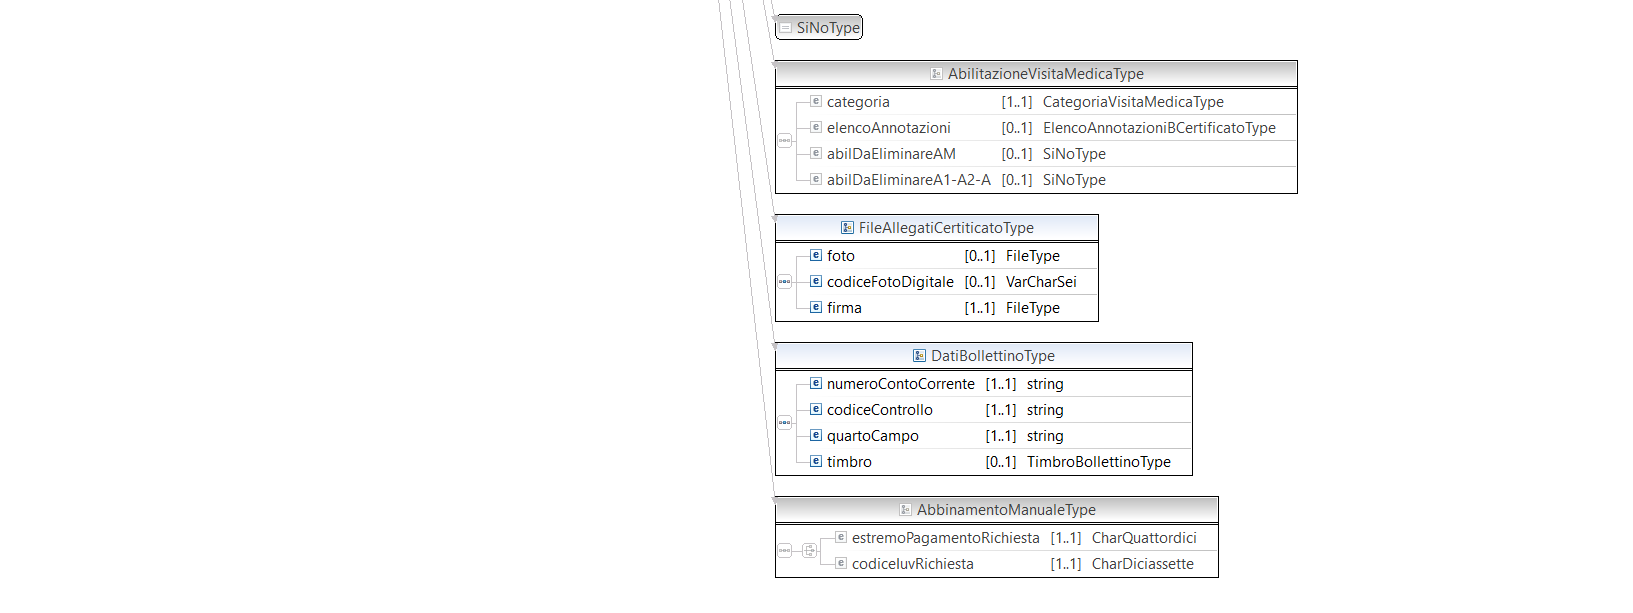 SiNoType
AbilitazioneVisitaMedicaType
categoria [1..1] CategoriaVisitaMedicaType
elencoAnnotazioni [0..1] ElencoAnnotazioniBCertificatoType
abilDaEliminareAM [0..1] SiNoType
abilDaEliminareA1-A2-A [0..1] SiNoType
FileAllegatiCertiticatoType
foto [0..1] FileType
codiceFotoDigitale [0..1] VarCharSei
firma [1..1] FileType
DatiBollettinoType
numeroContoCorrente [1..1] string
codiceControllo [1..1] string
quartoCampo [1..1] string
timbro [0..1] TimbroBollettinoType
AbbinamentoManualeType
estremoPagamentoRichiesta [1..1] CharQuattordici
codiceIuvRichiesta [1..1] CharDiciassette